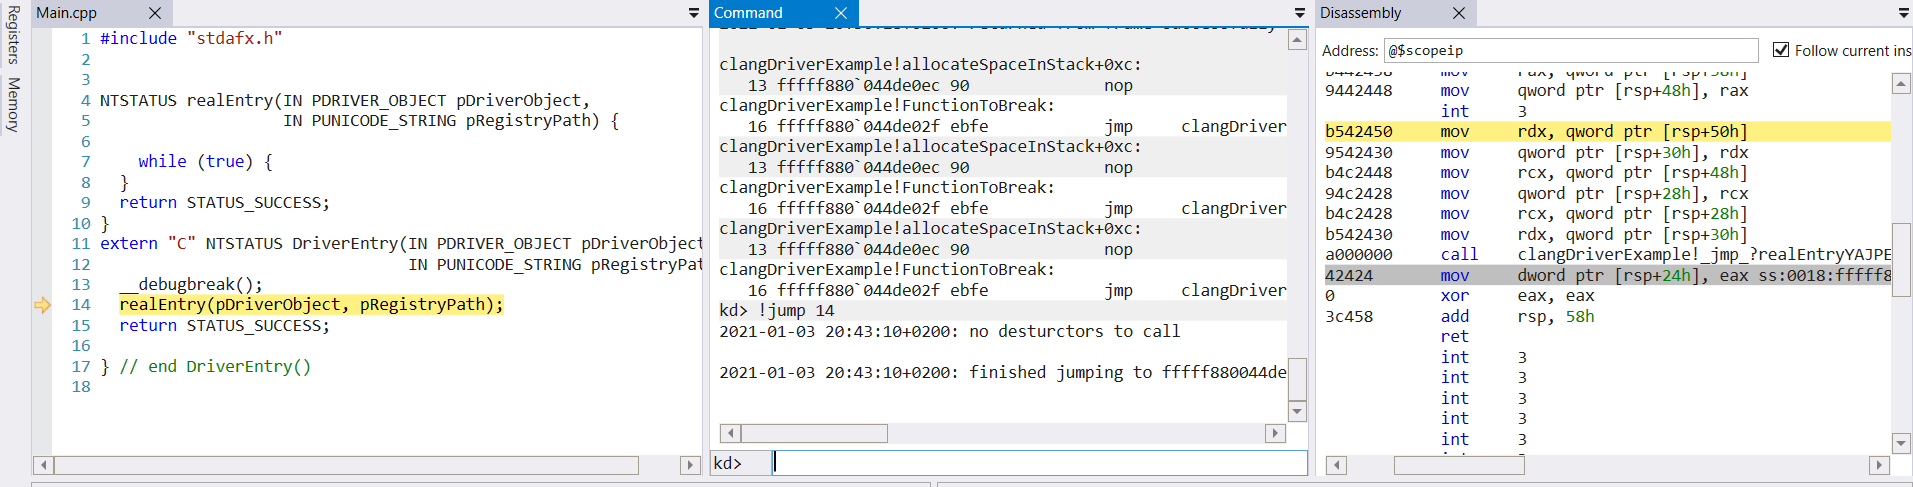 Registers
Memory
Main.cpp
1 #include "stdafx.h"
2
3
4 NTSTATUS realEntry(IN PDRIVER_OBJECT pDriverObject,
5 IN PUNICODE_STRING pRegistryPath) {
6
7 while (true) {
8 }
9 return STATUS_SUCCESS;
10 }
11 extern "C" NTSTATUS DriverEntry(IN PDRIVER_OBJECT pDriverObject
12 IN PUNICODE_STRING pRegistryPat
13 __debugbreak();
14 realEntry(pDriverObject, pRegistryPath);
15 return STATUS_SUCCESS;
16
17 } // end DriverEntry()
18
Command
clangDriverExample!allocateSpaceInStack+0xc:
13 fffff880`044de0ec 90 nop
clangDriverExample!FunctionToBreak:
16 fffff880`044de02f ebfe jmp clangDriver
clangDriverExample!allocateSpaceInStack+0xc:
13 fffff880`044de0ec 90 nop
clangDriverExample!FunctionToBreak:
16 fffff880`044de02f ebfe jmp clangDriver
clangDriverExample!allocateSpaceInStack+0xc:
13 fffff880`044de0ec 90 nop
clangDriverExample!FunctionToBreak:
16 fffff880`044de02f ebfe jmp clangDriver
kd> !jump 14
2021-01-03 20:43:10+0200: no desturctors to call
2021-01-03 20:43:10+0200: finished jumping to fffff880044de
kd>
Disassembly
Address: @$scopeip
Follow current ins
b442458 mov rax, qword ptr [rsp+58h]
9442448 mov qword ptr [rsp+48h], rax
int 3
b542450 mov rdx, qword ptr [rsp+50h]
9542430 mov qword ptr [rsp+30h], rdx
b4c2448 mov rcx, qword ptr [rsp+48h]
94c2428 mov qword ptr [rsp+28h], rcx
b4c2428 mov rcx, qword ptr [rsp+28h]
b542430 mov rdx, qword ptr [rsp+30h]
a000000 call clangDriverExample!_jmp_?realEntryYAJPE
42424 mov dword ptr [rsp+24h], eax ss:0018:fffff8
0 xor eax, eax
3c458 add rsp, 58h
ret
int 3
int 3
int 3
int 3
int 3